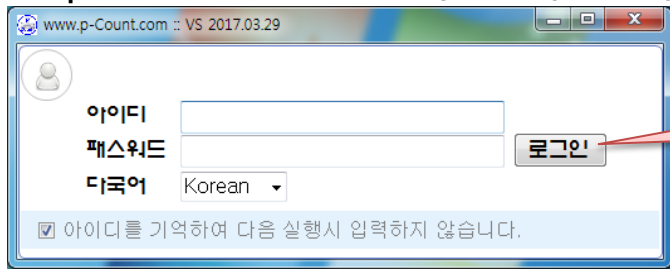 www.p-Count.com :: VS 2017.03.29
아이디
패스워드
로그인
다국어 Korean
아이디를 기억하여 다음 실행시 입력하지 않습니다.